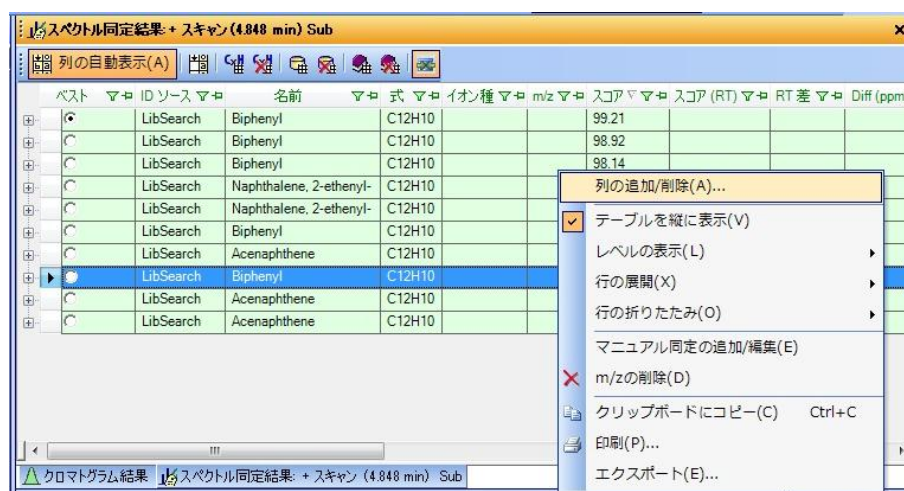 スペクトル同定結果: + スキャン (4.848 min) Sub
列の自動表示(A)
ベスト ID ソース 名前 式 イオン種 m/z スコア スコア (RT) RT 差 Diff (ppm
LibSearch Biphenyl C12H10 99.21
LibSearch Biphenyl C12H10 98.92
LibSearch Biphenyl C12H10 98.14
LibSearch Naphthalene, 2-ethenyl- C12H10
LibSearch Naphthalene, 2-ethenyl- C12H10
LibSearch Biphenyl C12H10
LibSearch Acenaphthene C12H10
LibSearch Biphenyl C12H10
LibSearch Acenaphthene C12H10
LibSearch Acenaphthene C12H10
列の追加/削除(A)...
テーブルを縦に表示(V)
レベルの表示(L)
行の展開(X)
行の折りたたみ(O)
マニュアル同定の追加/編集(E)
m/zの削除(D)
クリップボードにコピー(C) Ctrl+C
印刷(P)...
エクスポート(E)...
クロマトグラム結果 スペクトル同定結果: + スキャン (4.848 min) Sub